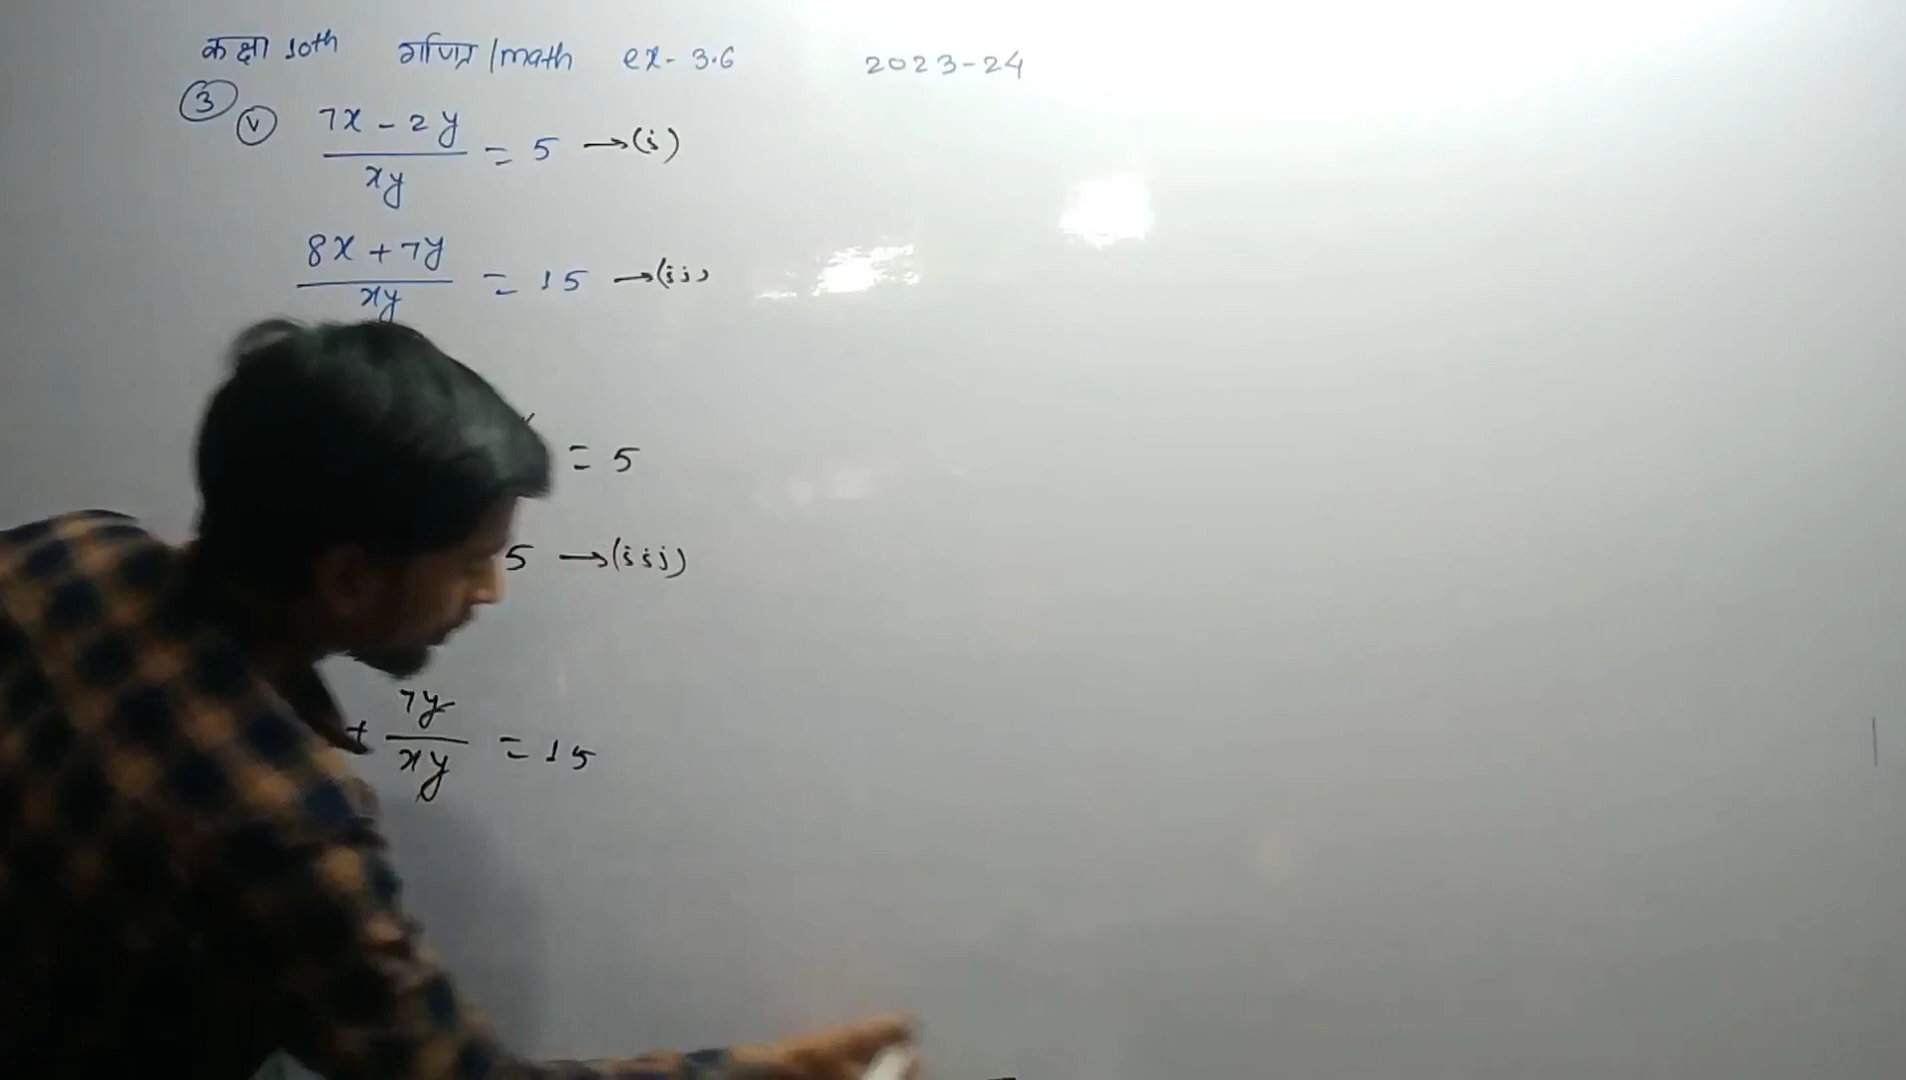 कक्षा 10th गणित / math ex- 3.6 2023-24
3 v 7x - 2y / xy = 5 →(i)
8x + 7y / xy = 15 →(ii)
= 5
5 →(iii)
+ 7y / xy = 15